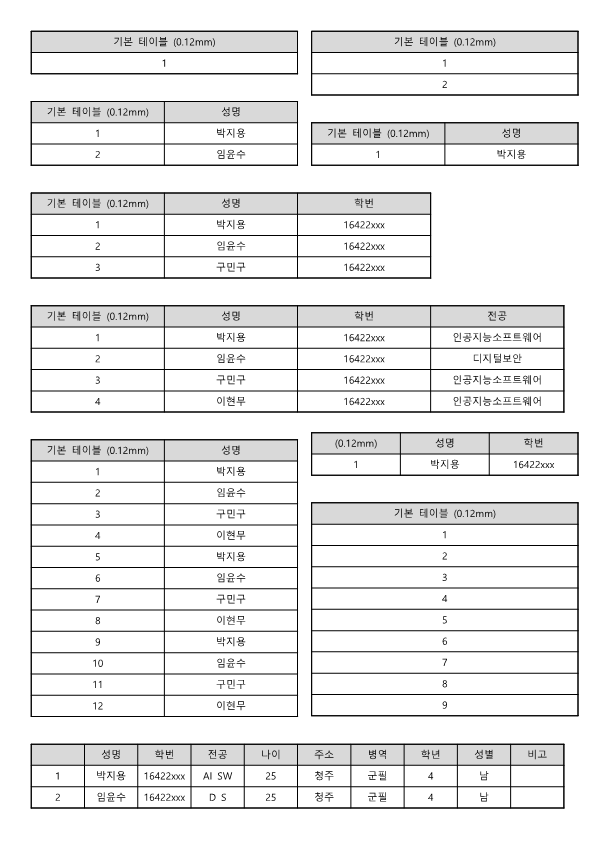 기본 테이블 (0.12mm)
1
기본 테이블 (0.12mm)
1
2
기본 테이블 (0.12mm) 성명
1 박지용
2 임윤수
기본 테이블 (0.12mm) 성명
1 박지용
기본 테이블 (0.12mm) 성명 학번
1 박지용 16422xxx
2 임윤수 16422xxx
3 구민구 16422xxx
기본 테이블 (0.12mm) 성명 학번 전공
1 박지용 16422xxx 인공지능소프트웨어
2 임윤수 16422xxx 디지털보안
3 구민구 16422xxx 인공지능소프트웨어
4 이현무 16422xxx 인공지능소프트웨어
기본 테이블 (0.12mm) 성명
1 박지용
2 임윤수
3 구민구
4 이현무
5 박지용
6 임윤수
7 구민구
8 이현무
9 박지용
10 임윤수
11 구민구
12 이현무
(0.12mm) 성명 학번
1 박지용 16422xxx
기본 테이블 (0.12mm)
1
2
3
4
5
6
7
8
9
성명 학번 전공 나이 주소 병역 학년 성별 비고
1 박지용 16422xxx AI SW 25 청주 군필 4 남
2 임윤수 16422xxx D S 25 청주 군필 4 남